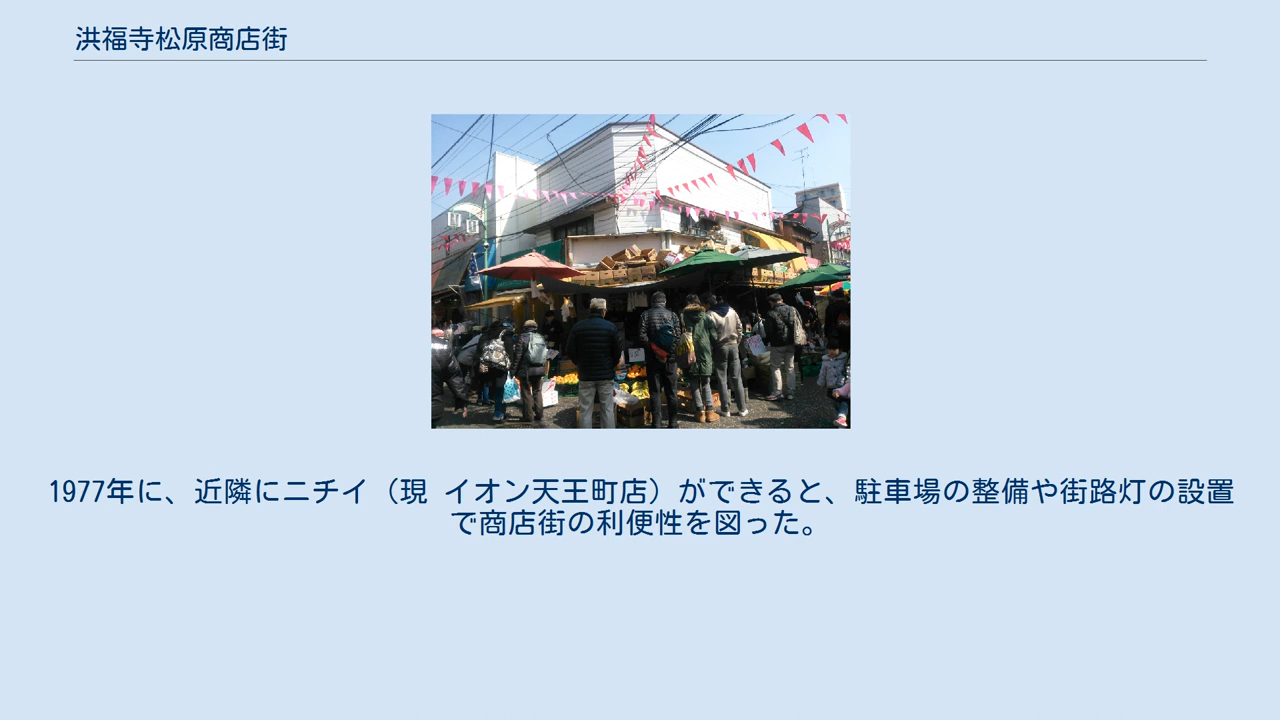 洪福寺松原商店街
1977年に、近隣にニチイ（現 イオン天王町店）ができると、駐車場の整備や街路灯の設置
で商店街の利便性を図った。